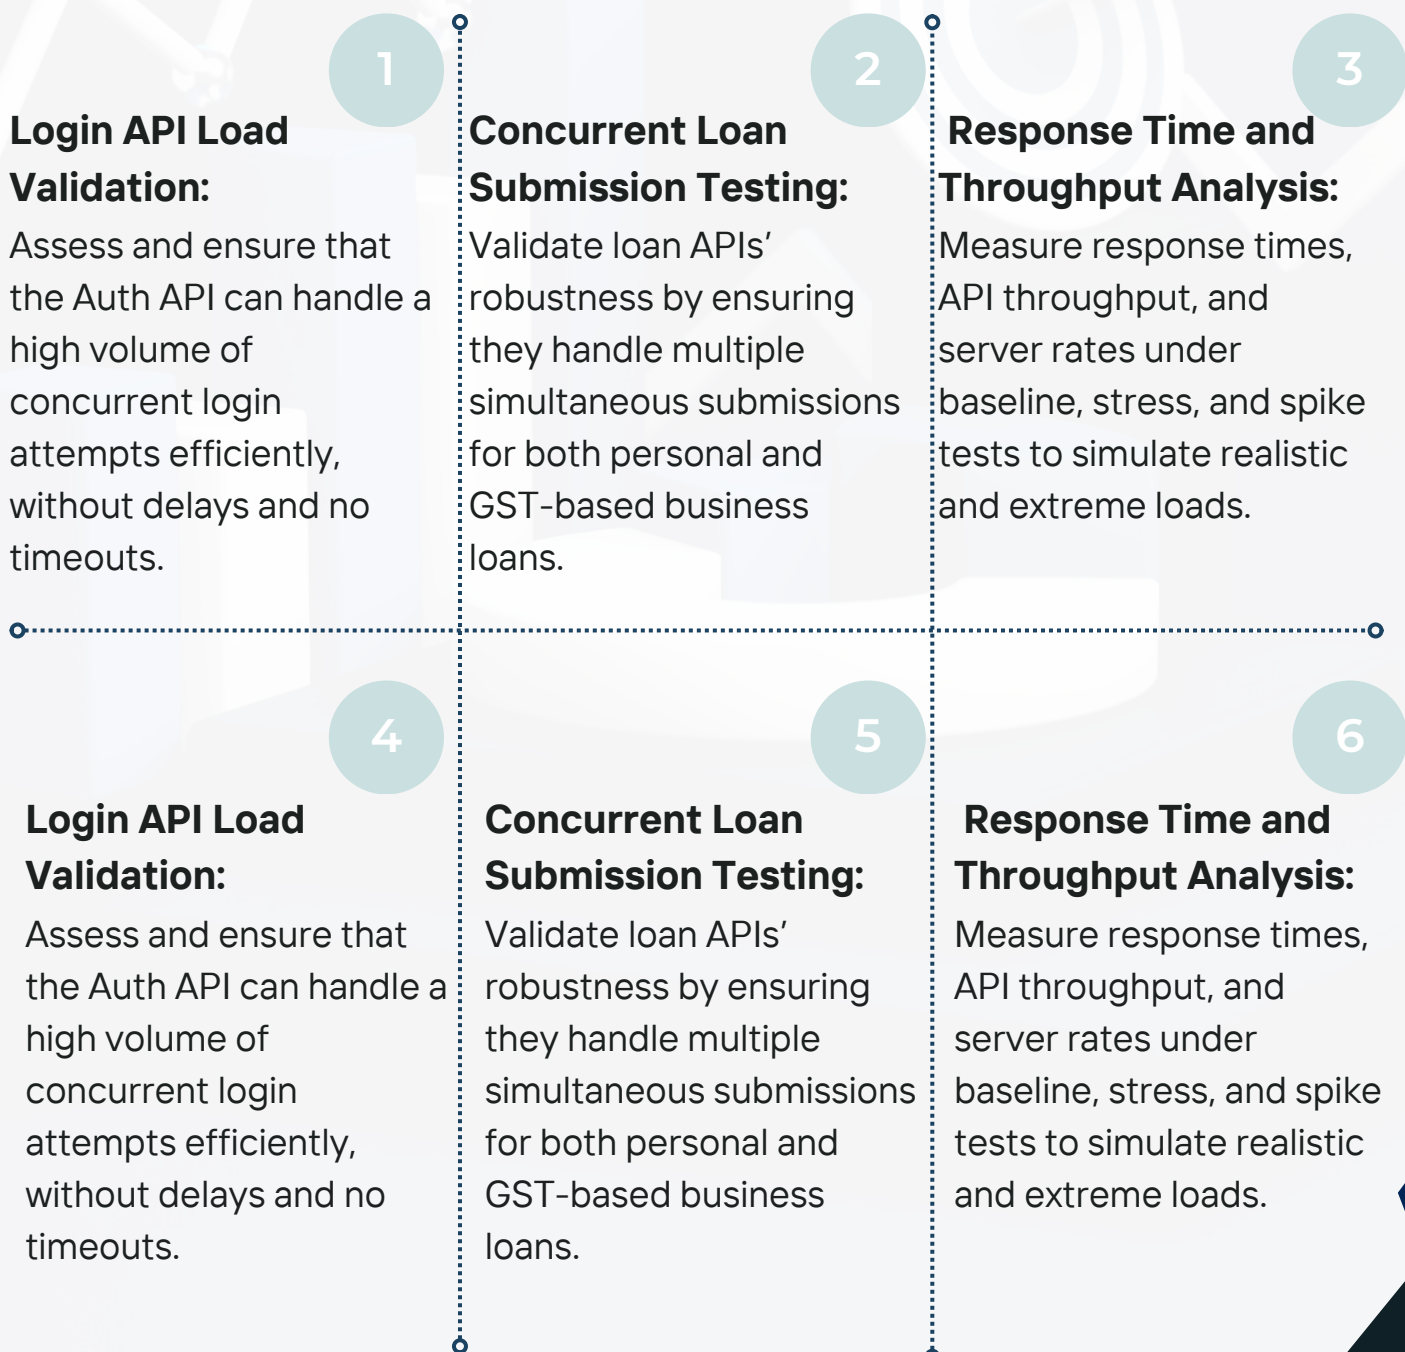 1
Login API Load
Validation:
Assess and ensure that
the Auth API can handle a
high volume of
concurrent login
attempts efficiently,
without delays and no
timeouts.
2
Concurrent Loan
Submission Testing:
Validate loan APIs’
robustness by ensuring
they handle multiple
simultaneous submissions
for both personal and
GST-based business
loans.
3
Response Time and
Throughput Analysis:
Measure response times,
API throughput, and
server rates under
baseline, stress, and spike
tests to simulate realistic
and extreme loads.
4
Login API Load
Validation:
Assess and ensure that
the Auth API can handle a
high volume of
concurrent login
attempts efficiently,
without delays and no
timeouts.
5
Concurrent Loan
Submission Testing:
Validate loan APIs’
robustness by ensuring
they handle multiple
simultaneous submissions
for both personal and
GST-based business
loans.
6
Response Time and
Throughput Analysis:
Measure response times,
API throughput, and
server rates under
baseline, stress, and spike
tests to simulate realistic
and extreme loads.